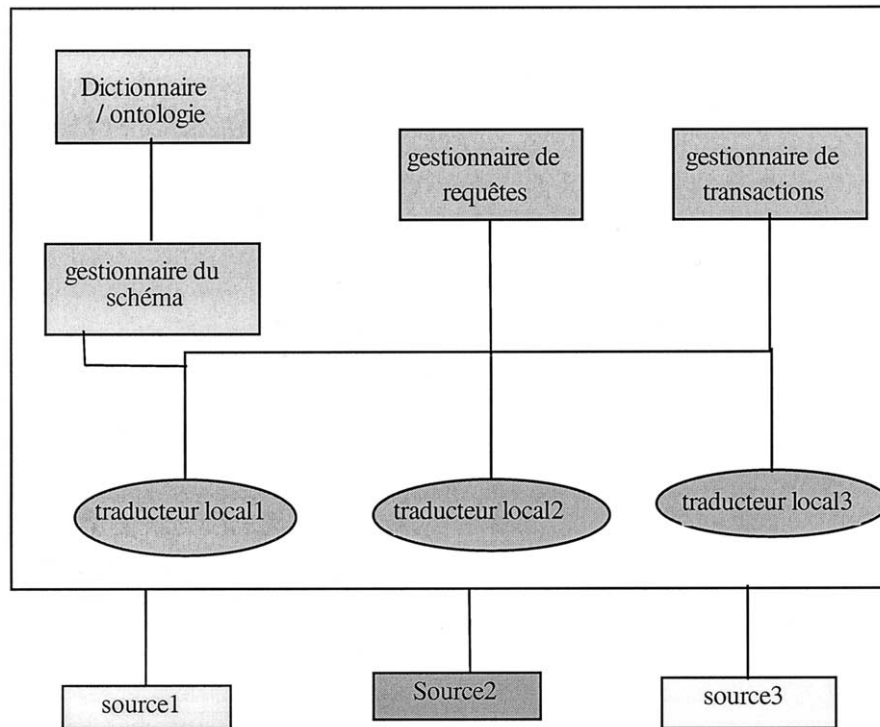 Dictionnaire
/ ontologie
gestionnaire de
requêtes
gestionnaire de
transactions
gestionnaire du
schéma
traducteur local1
traducteur local2
traducteur local3
source1
Source2
source3